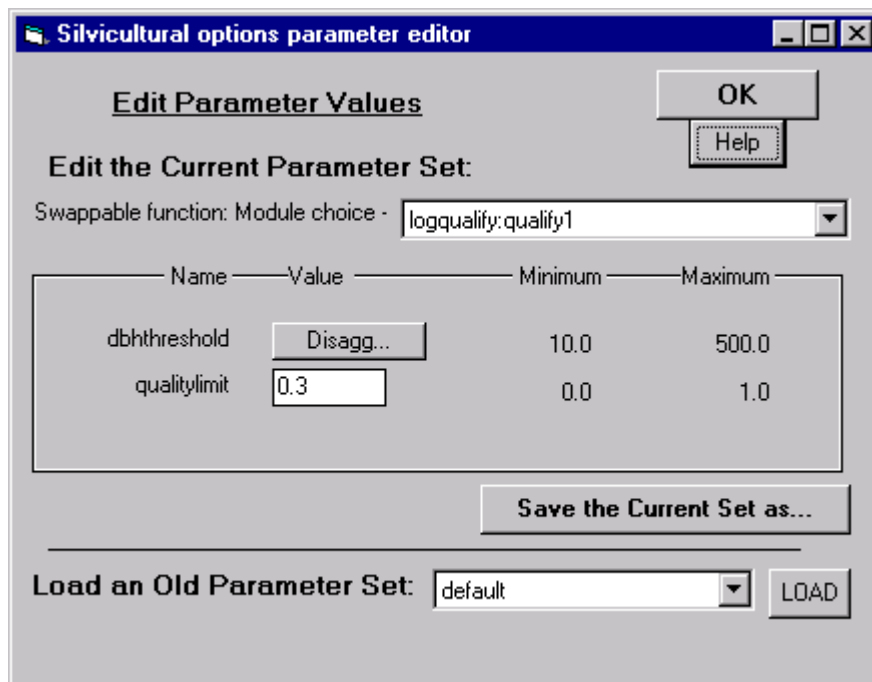 Silvicultural options parameter editor
Edit Parameter Values
OK
Help
Edit the Current Parameter Set:
Swappable function: Module choice - logqualify:qualify1
Name Value Minimum Maximum
dbhthreshold Disagg... 10.0 500.0
qualitylimit 0.3 0.0 1.0
Save the Current Set as...
Load an Old Parameter Set: default LOAD